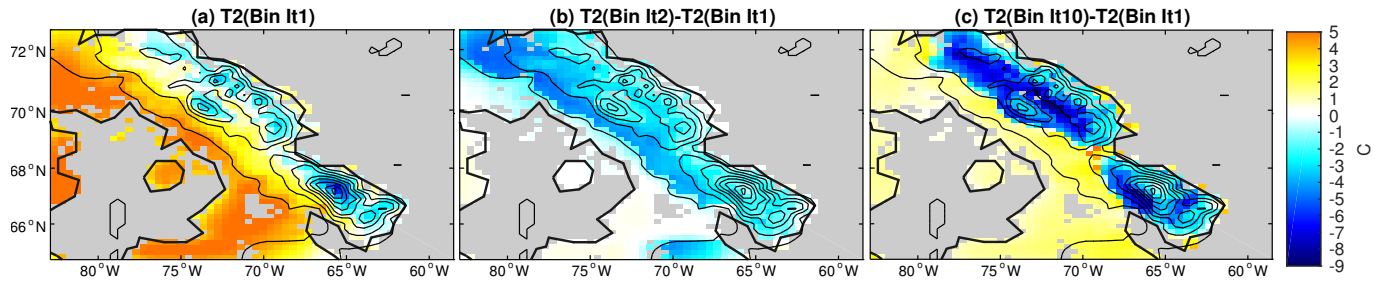 (a) T2(Bin It1)
(b) T2(Bin It2)-T2(Bin It1)
(c) T2(Bin It10)-T2(Bin It1)
72°N
70°N
68°N
66°N
80°W 75°W 70°W 65°W 60°W
80°W 75°W 70°W 65°W 60°W
80°W 75°W 70°W 65°W 60°W
5
4
3
2
1
0
-1
-2
-3
-4
-5
-6
-7
-8
-9
C